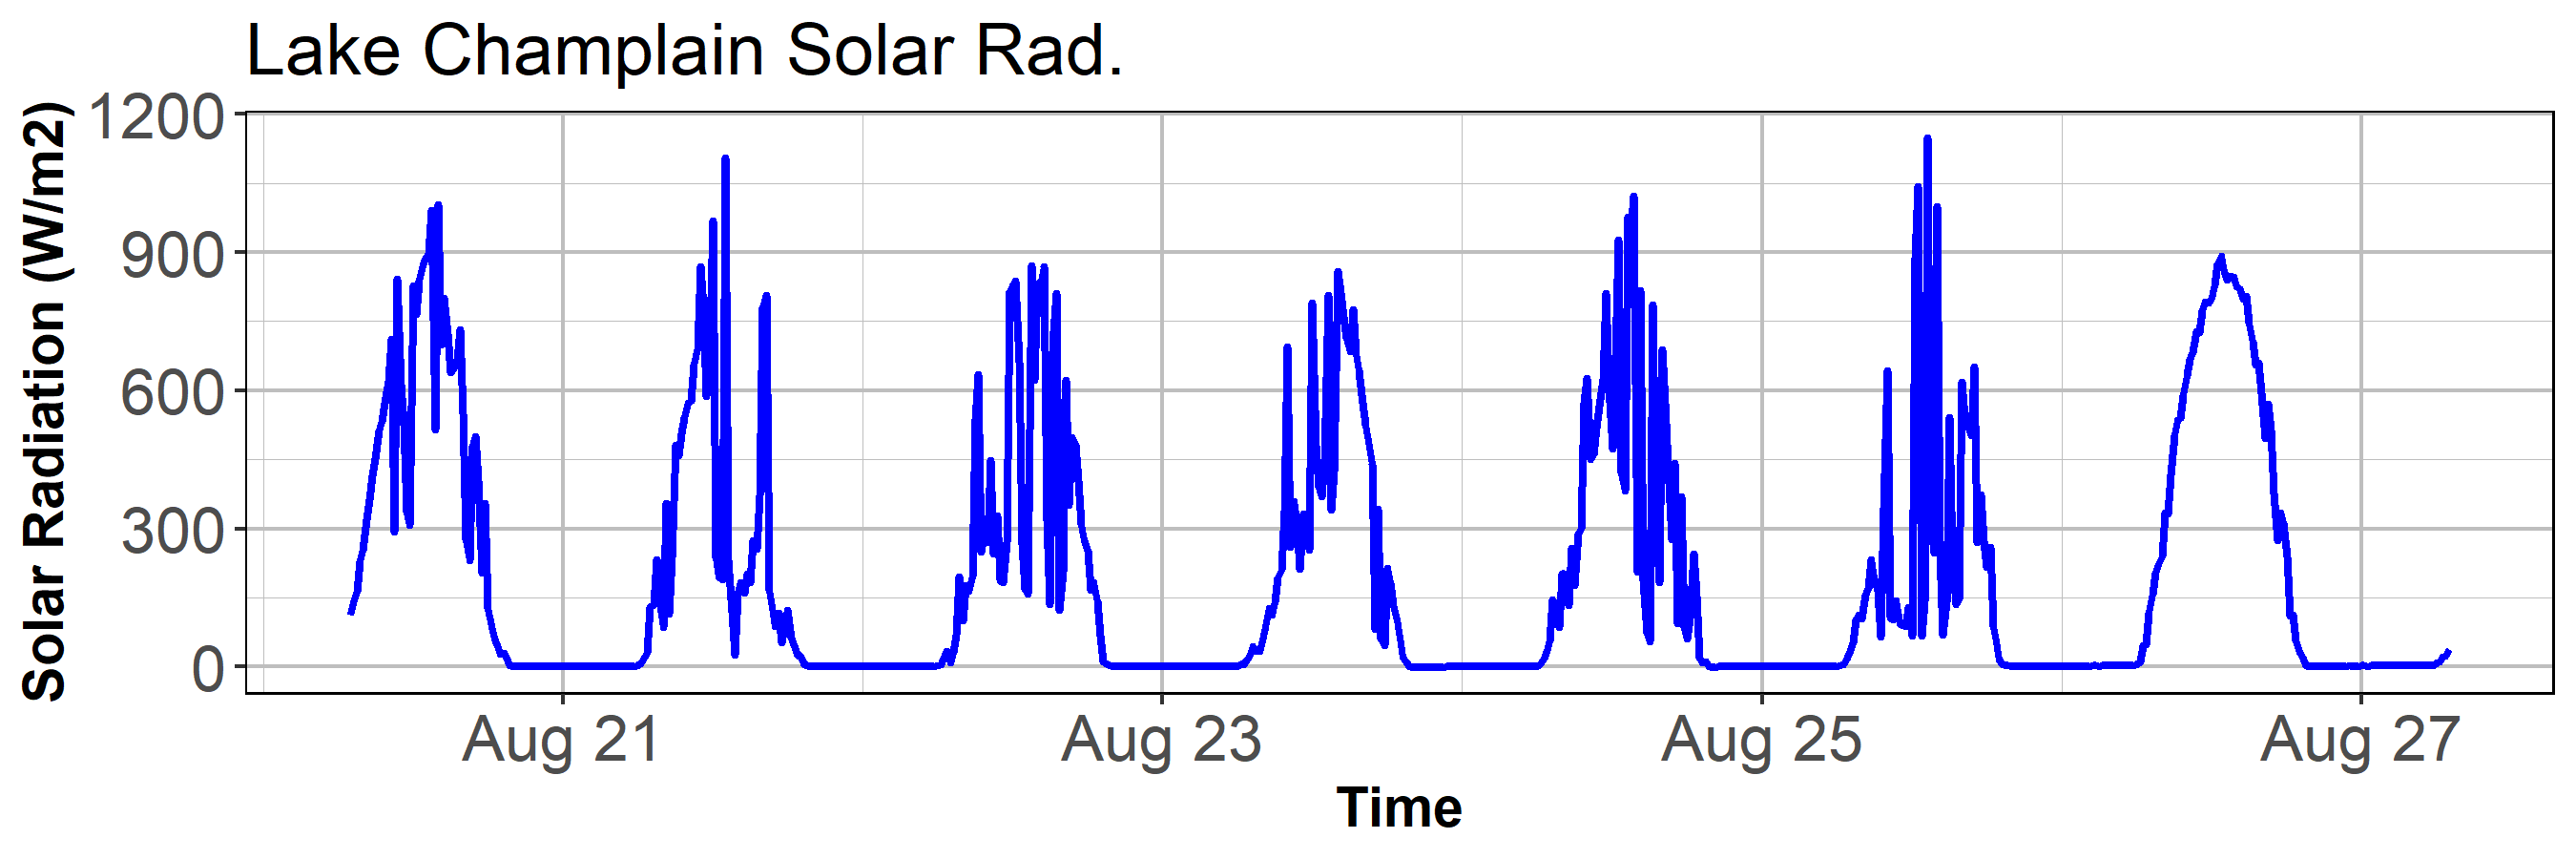 Lake Champlain Solar Rad.
Solar Radiation (W/m2)
1200
900
600
300
0
Aug 21
Aug 23
Aug 25
Aug 27
Time